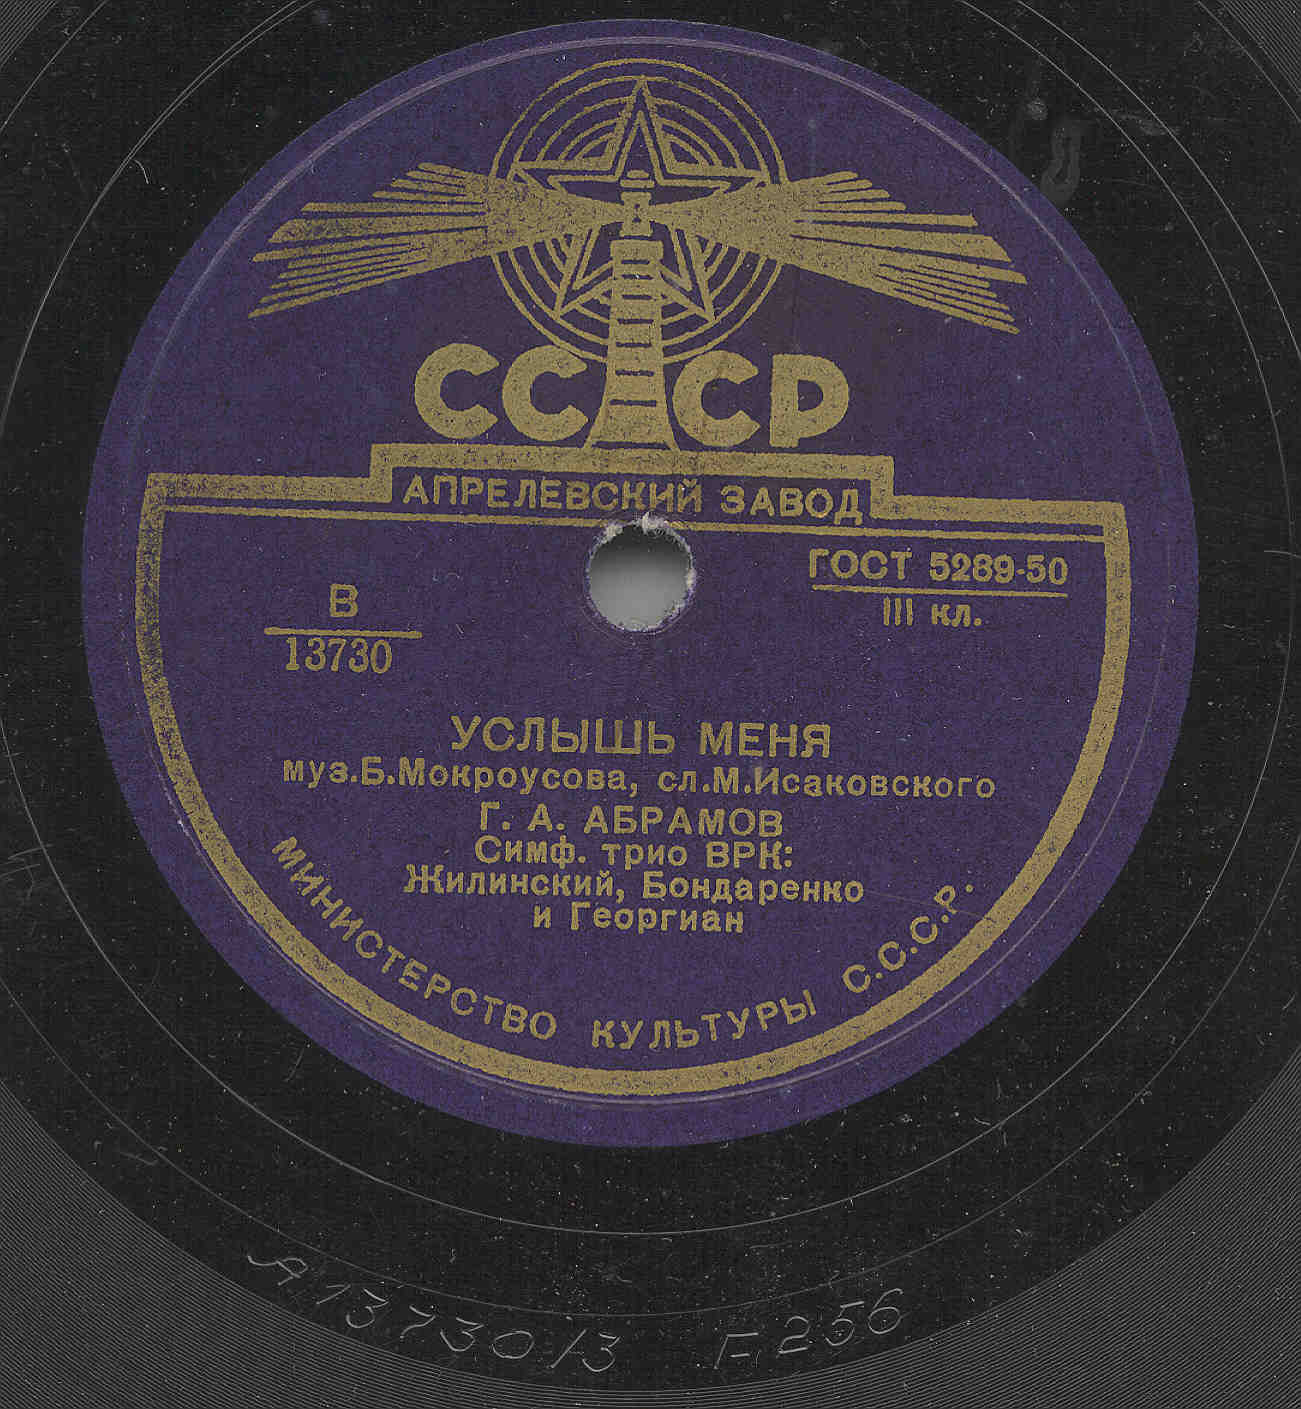 СССР
АПРЕЛЕВСКИЙ ЗАВОД
ГОСТ 5289-50
III кл.
В
13730
УСЛЫШЬ МЕНЯ
муз.Б.Мокроусова, сл.М.Исаковского
Г. А. АБРАМОВ
Симф. трио ВРК:
Жилинский, Бондаренко
и Георгиан
МИНИСТЕРСТВО КУЛЬТУРЫ С.С.С.Р.
А 13730/3 F256